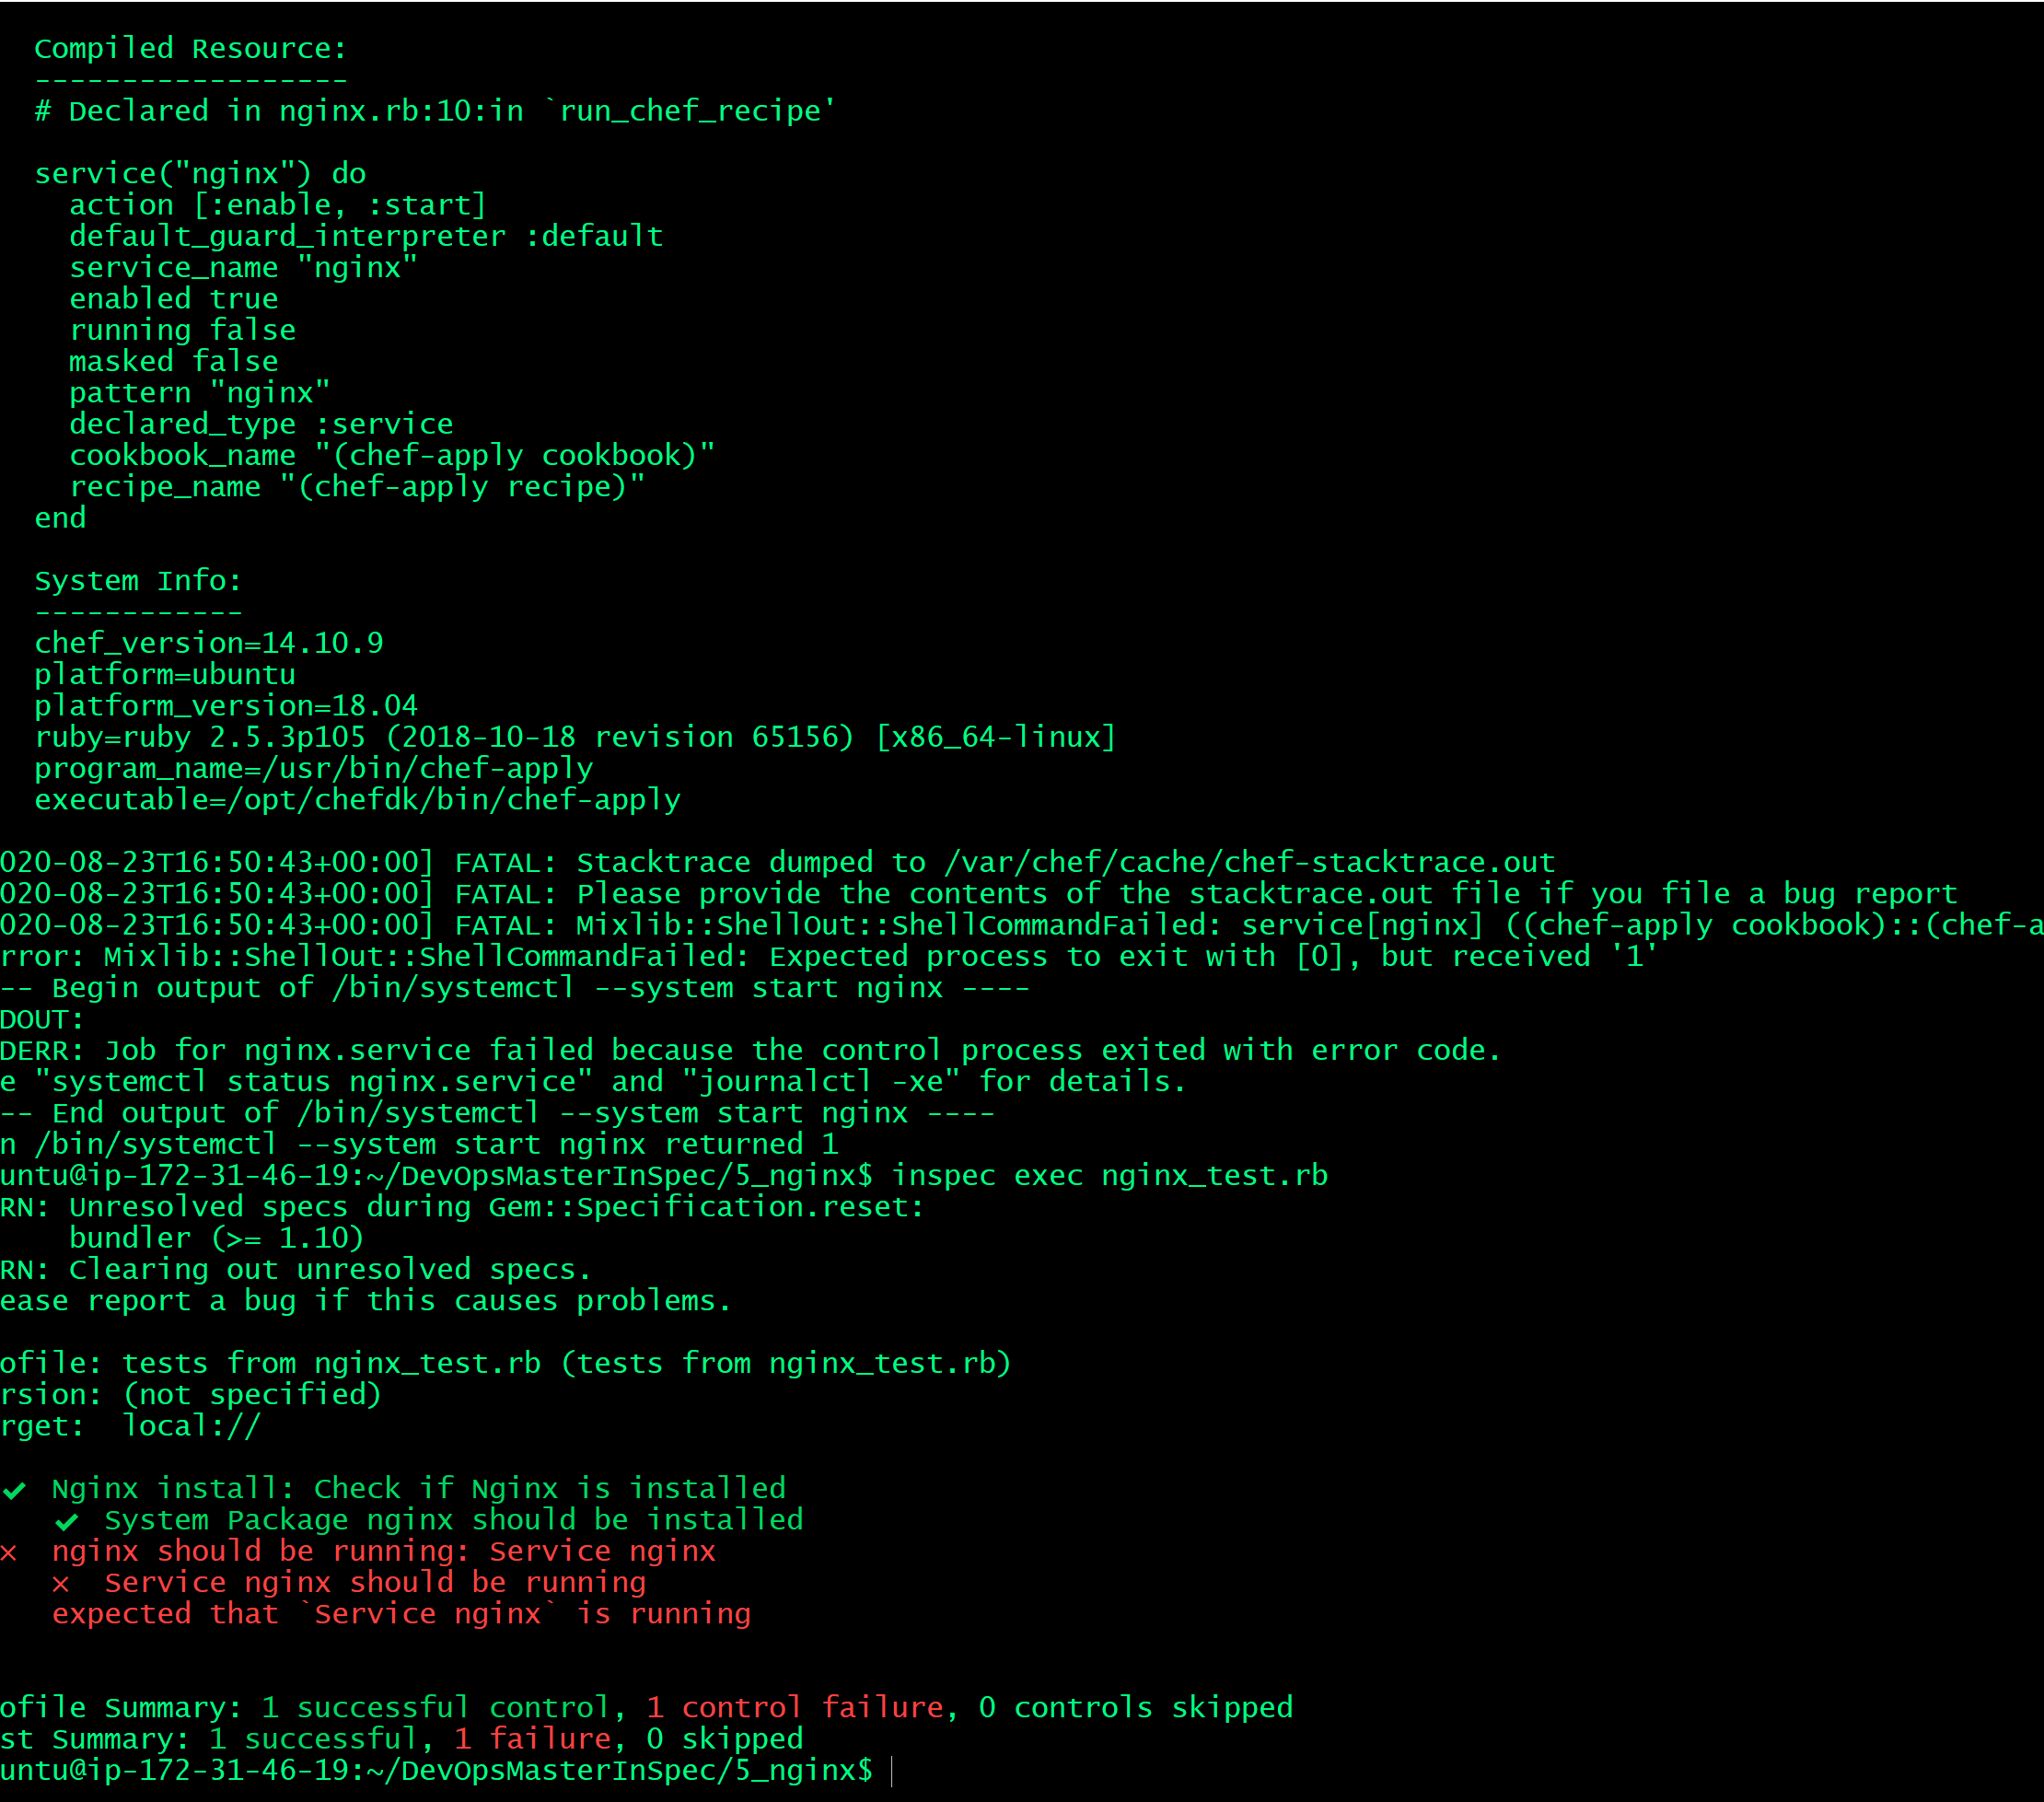 Compiled Resource:
------------------
# Declared in nginx.rb:10:in `run_chef_recipe'
service("nginx") do
action [:enable, :start]
default_guard_interpreter :default
service_name "nginx"
enabled true
running false
masked false
pattern "nginx"
declared_type :service
cookbook_name "(chef-apply cookbook)"
recipe_name "(chef-apply recipe)"
end
System Info:
------------
chef_version=14.10.9
platform=ubuntu
platform_version=18.04
ruby=ruby 2.5.3p105 (2018-10-18 revision 65156) [x86_64-linux]
program_name=/usr/bin/chef-apply
executable=/opt/chefdk/bin/chef-apply
020-08-23T16:50:43+00:00] FATAL: Stacktrace dumped to /var/chef/cache/chef-stacktrace.out
020-08-23T16:50:43+00:00] FATAL: Please provide the contents of the stacktrace.out file if you file a bug report
020-08-23T16:50:43+00:00] FATAL: Mixlib::ShellOut::ShellCommandFailed: service[nginx] ((chef-apply cookbook)::(chef-a
rror: Mixlib::ShellOut::ShellCommandFailed: Expected process to exit with [0], but received '1'
-- Begin output of /bin/systemctl --system start nginx ----
DOUT:
DERR: Job for nginx.service failed because the control process exited with error code.
e "systemctl status nginx.service" and "journalctl -xe" for details.
-- End output of /bin/systemctl --system start nginx ----
n /bin/systemctl --system start nginx returned 1
untu@ip-172-31-46-19:~/DevOpsMasterInSpec/5_nginx$ inspec exec nginx_test.rb
RN: Unresolved specs during Gem::Specification.reset:
bundler (>= 1.10)
RN: Clearing out unresolved specs.
ease report a bug if this causes problems.
ofile: tests from nginx_test.rb (tests from nginx_test.rb)
rsion: (not specified)
rget:  local://
✔ Nginx install: Check if Nginx is installed
✔ System Package nginx should be installed
× nginx should be running: Service nginx
× Service nginx should be running
expected that `Service nginx` is running
ofile Summary: 1 successful control, 1 control failure, 0 controls skipped
st Summary: 1 successful, 1 failure, 0 skipped
untu@ip-172-31-46-19:~/DevOpsMasterInSpec/5_nginx$